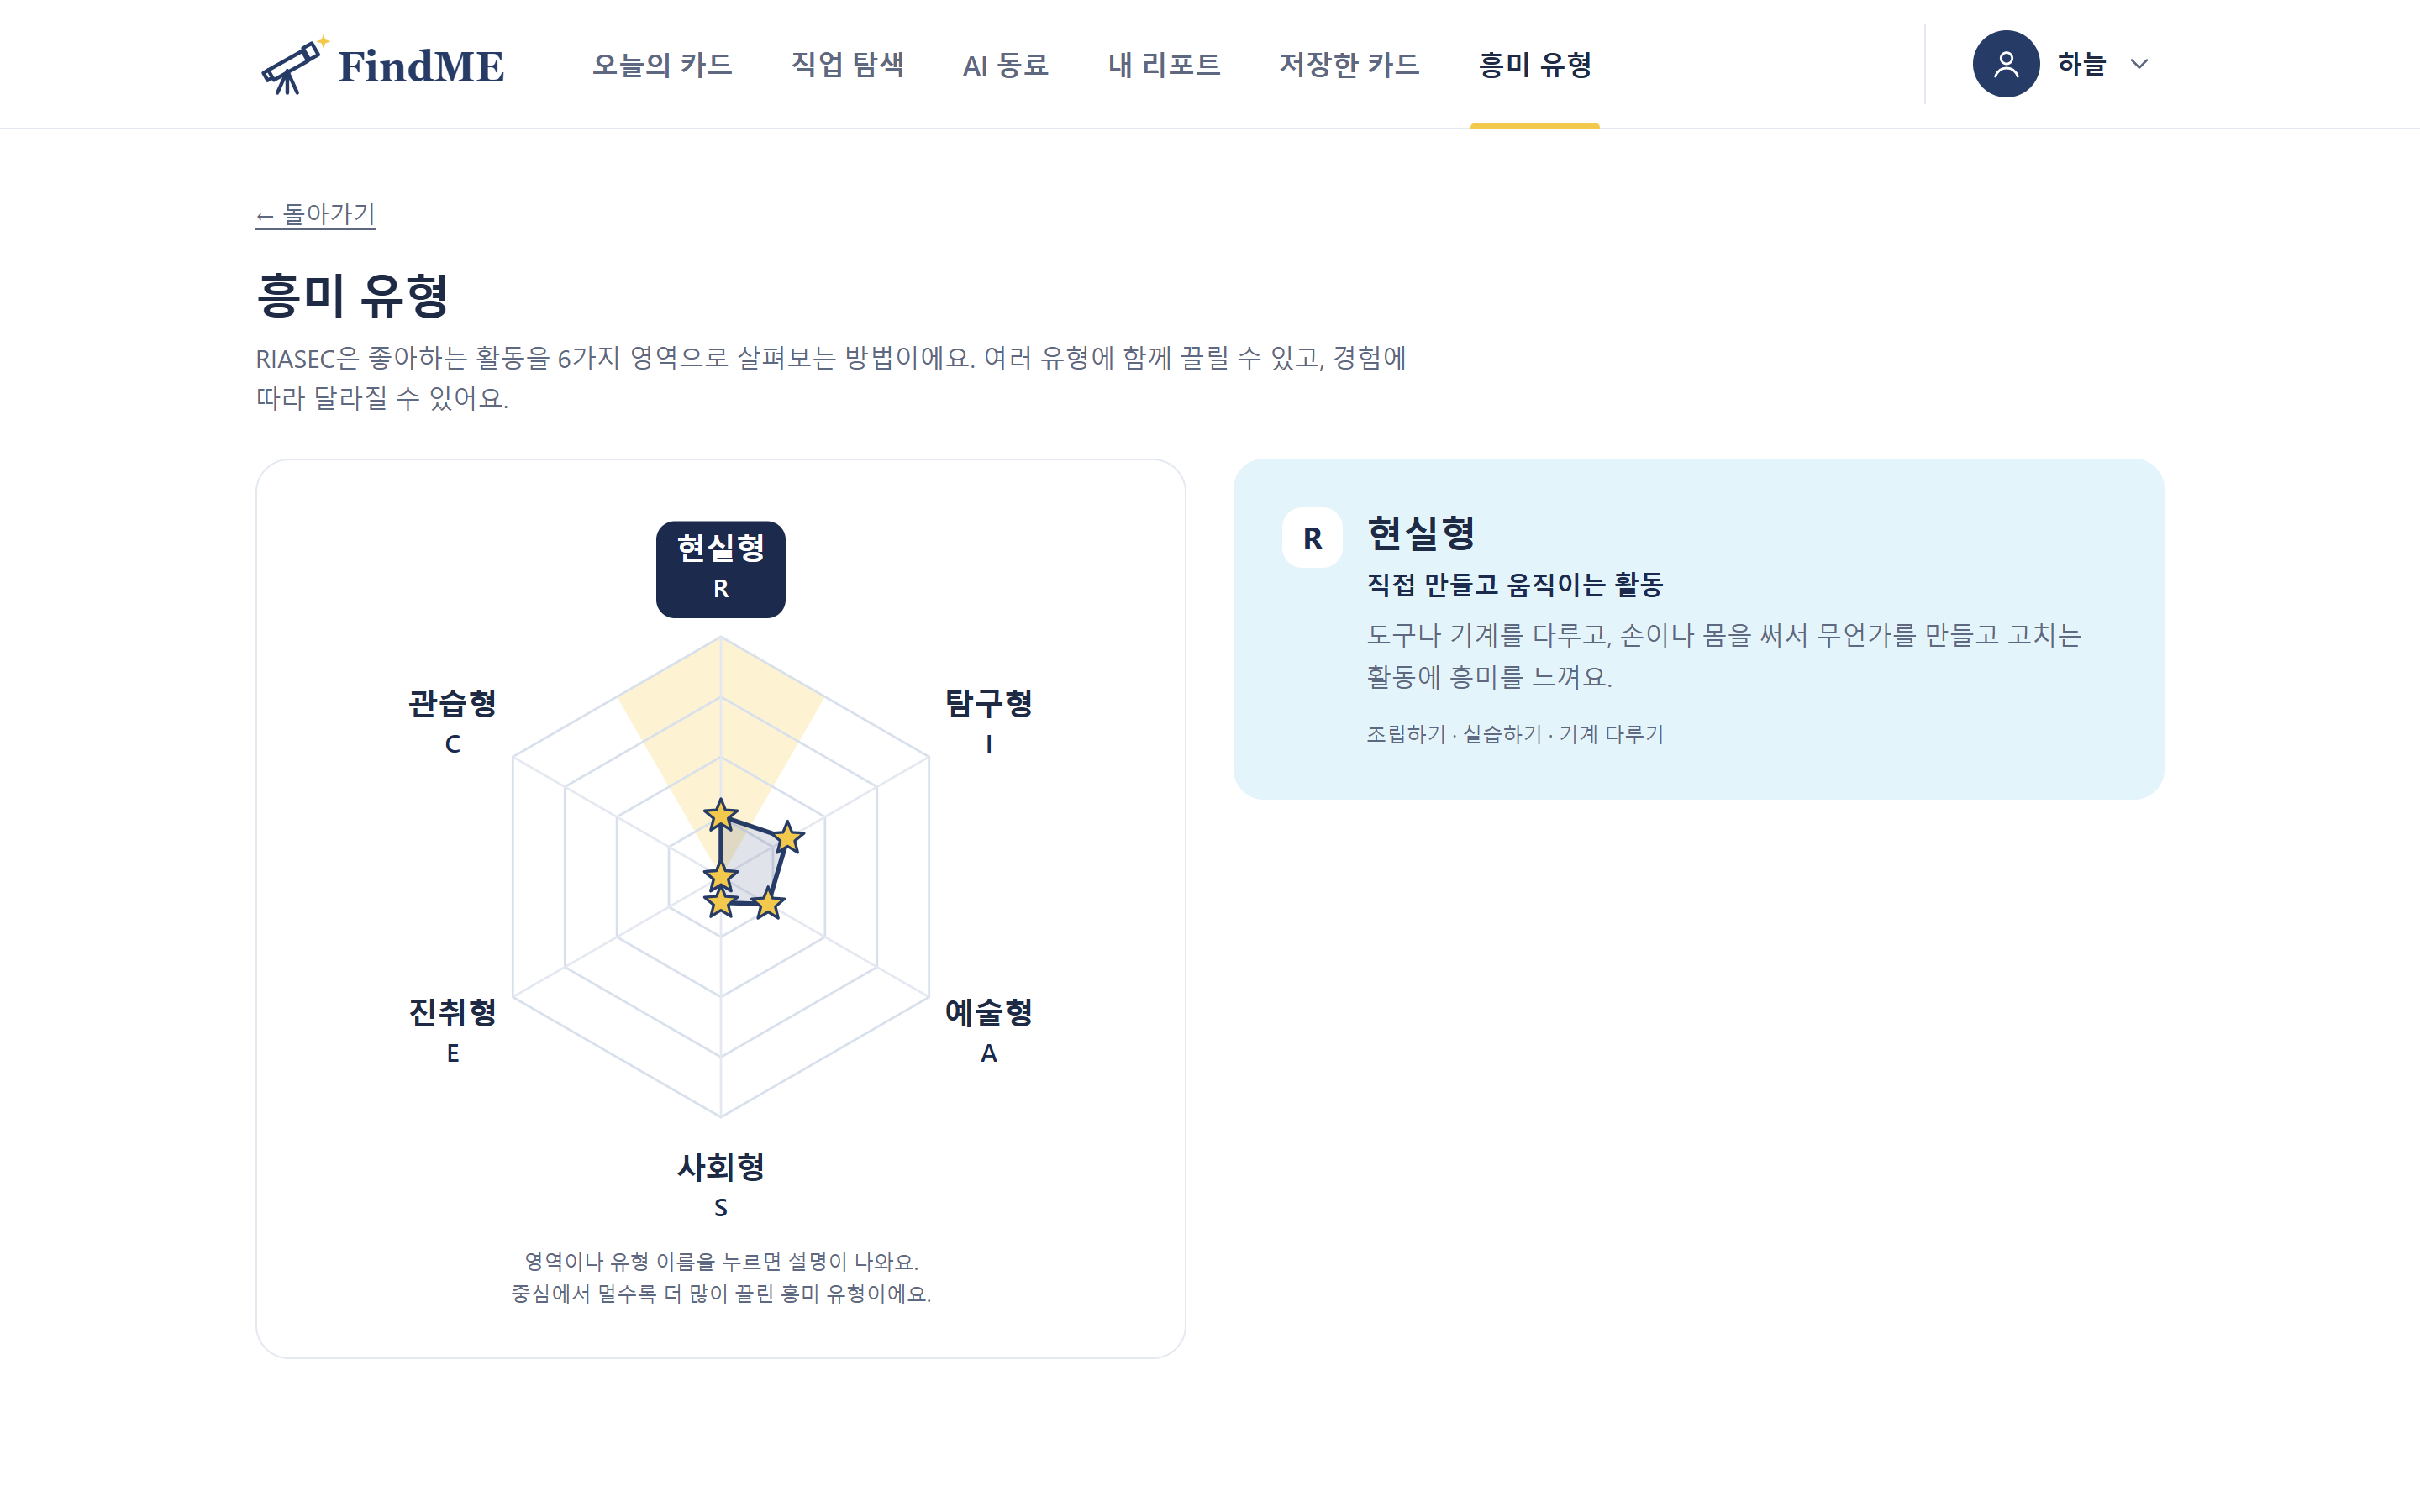 FindME
오늘의 카드
직업 탐색
AI 동료
내 리포트
저장한 카드
흥미 유형
하늘
← 돌아가기
흥미 유형
RIASEC은 좋아하는 활동을 6가지 영역으로 살펴보는 방법이에요. 여러 유형에 함께 끌릴 수 있고, 경험에
따라 달라질 수 있어요.
현실형
R
관습형
C
탐구형
I
진취형
E
예술형
A
사회형
S
영역이나 유형 이름을 누르면 설명이 나와요.
중심에서 멀수록 더 많이 끌린 흥미 유형이에요.
R
현실형
직접 만들고 움직이는 활동
도구나 기계를 다루고, 손이나 몸을 써서 무언가를 만들고 고치는
활동에 흥미를 느껴요.
조립하기 · 실습하기 · 기계 다루기